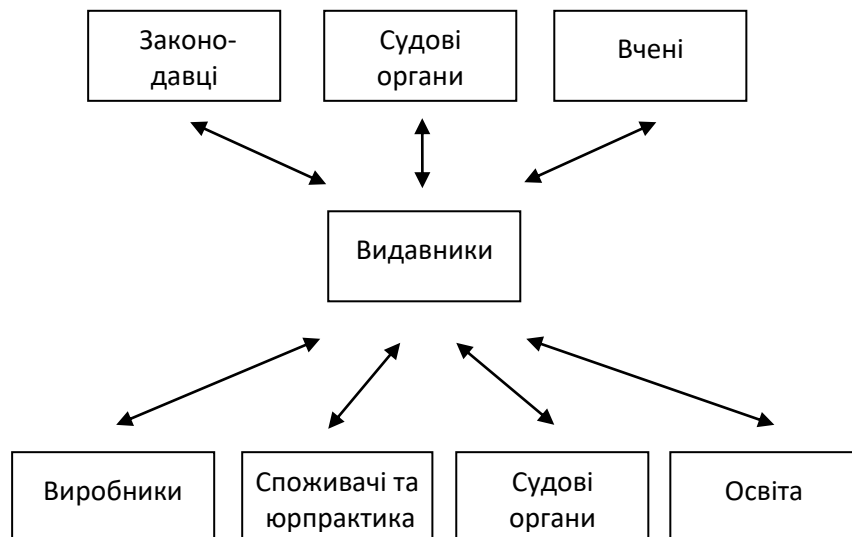 Законо-
давці
Судові
органи
Вчені
Видавники
Виробники
Споживачі та
юрпрактика
Судові
органи
Освіта